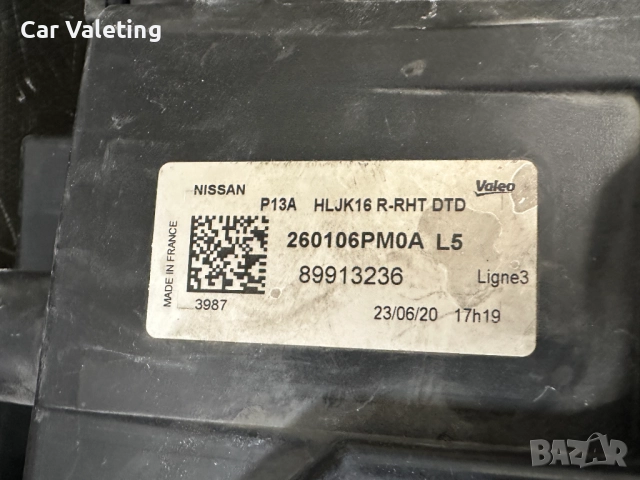 Car Valeting
NISSAN
Valeo
P13A HLJK16 R-RHT DTD
MADE IN FRANCE
260106PM0A L5
89913236
Ligne3
3987
23/06/20 17h19
BAZAR